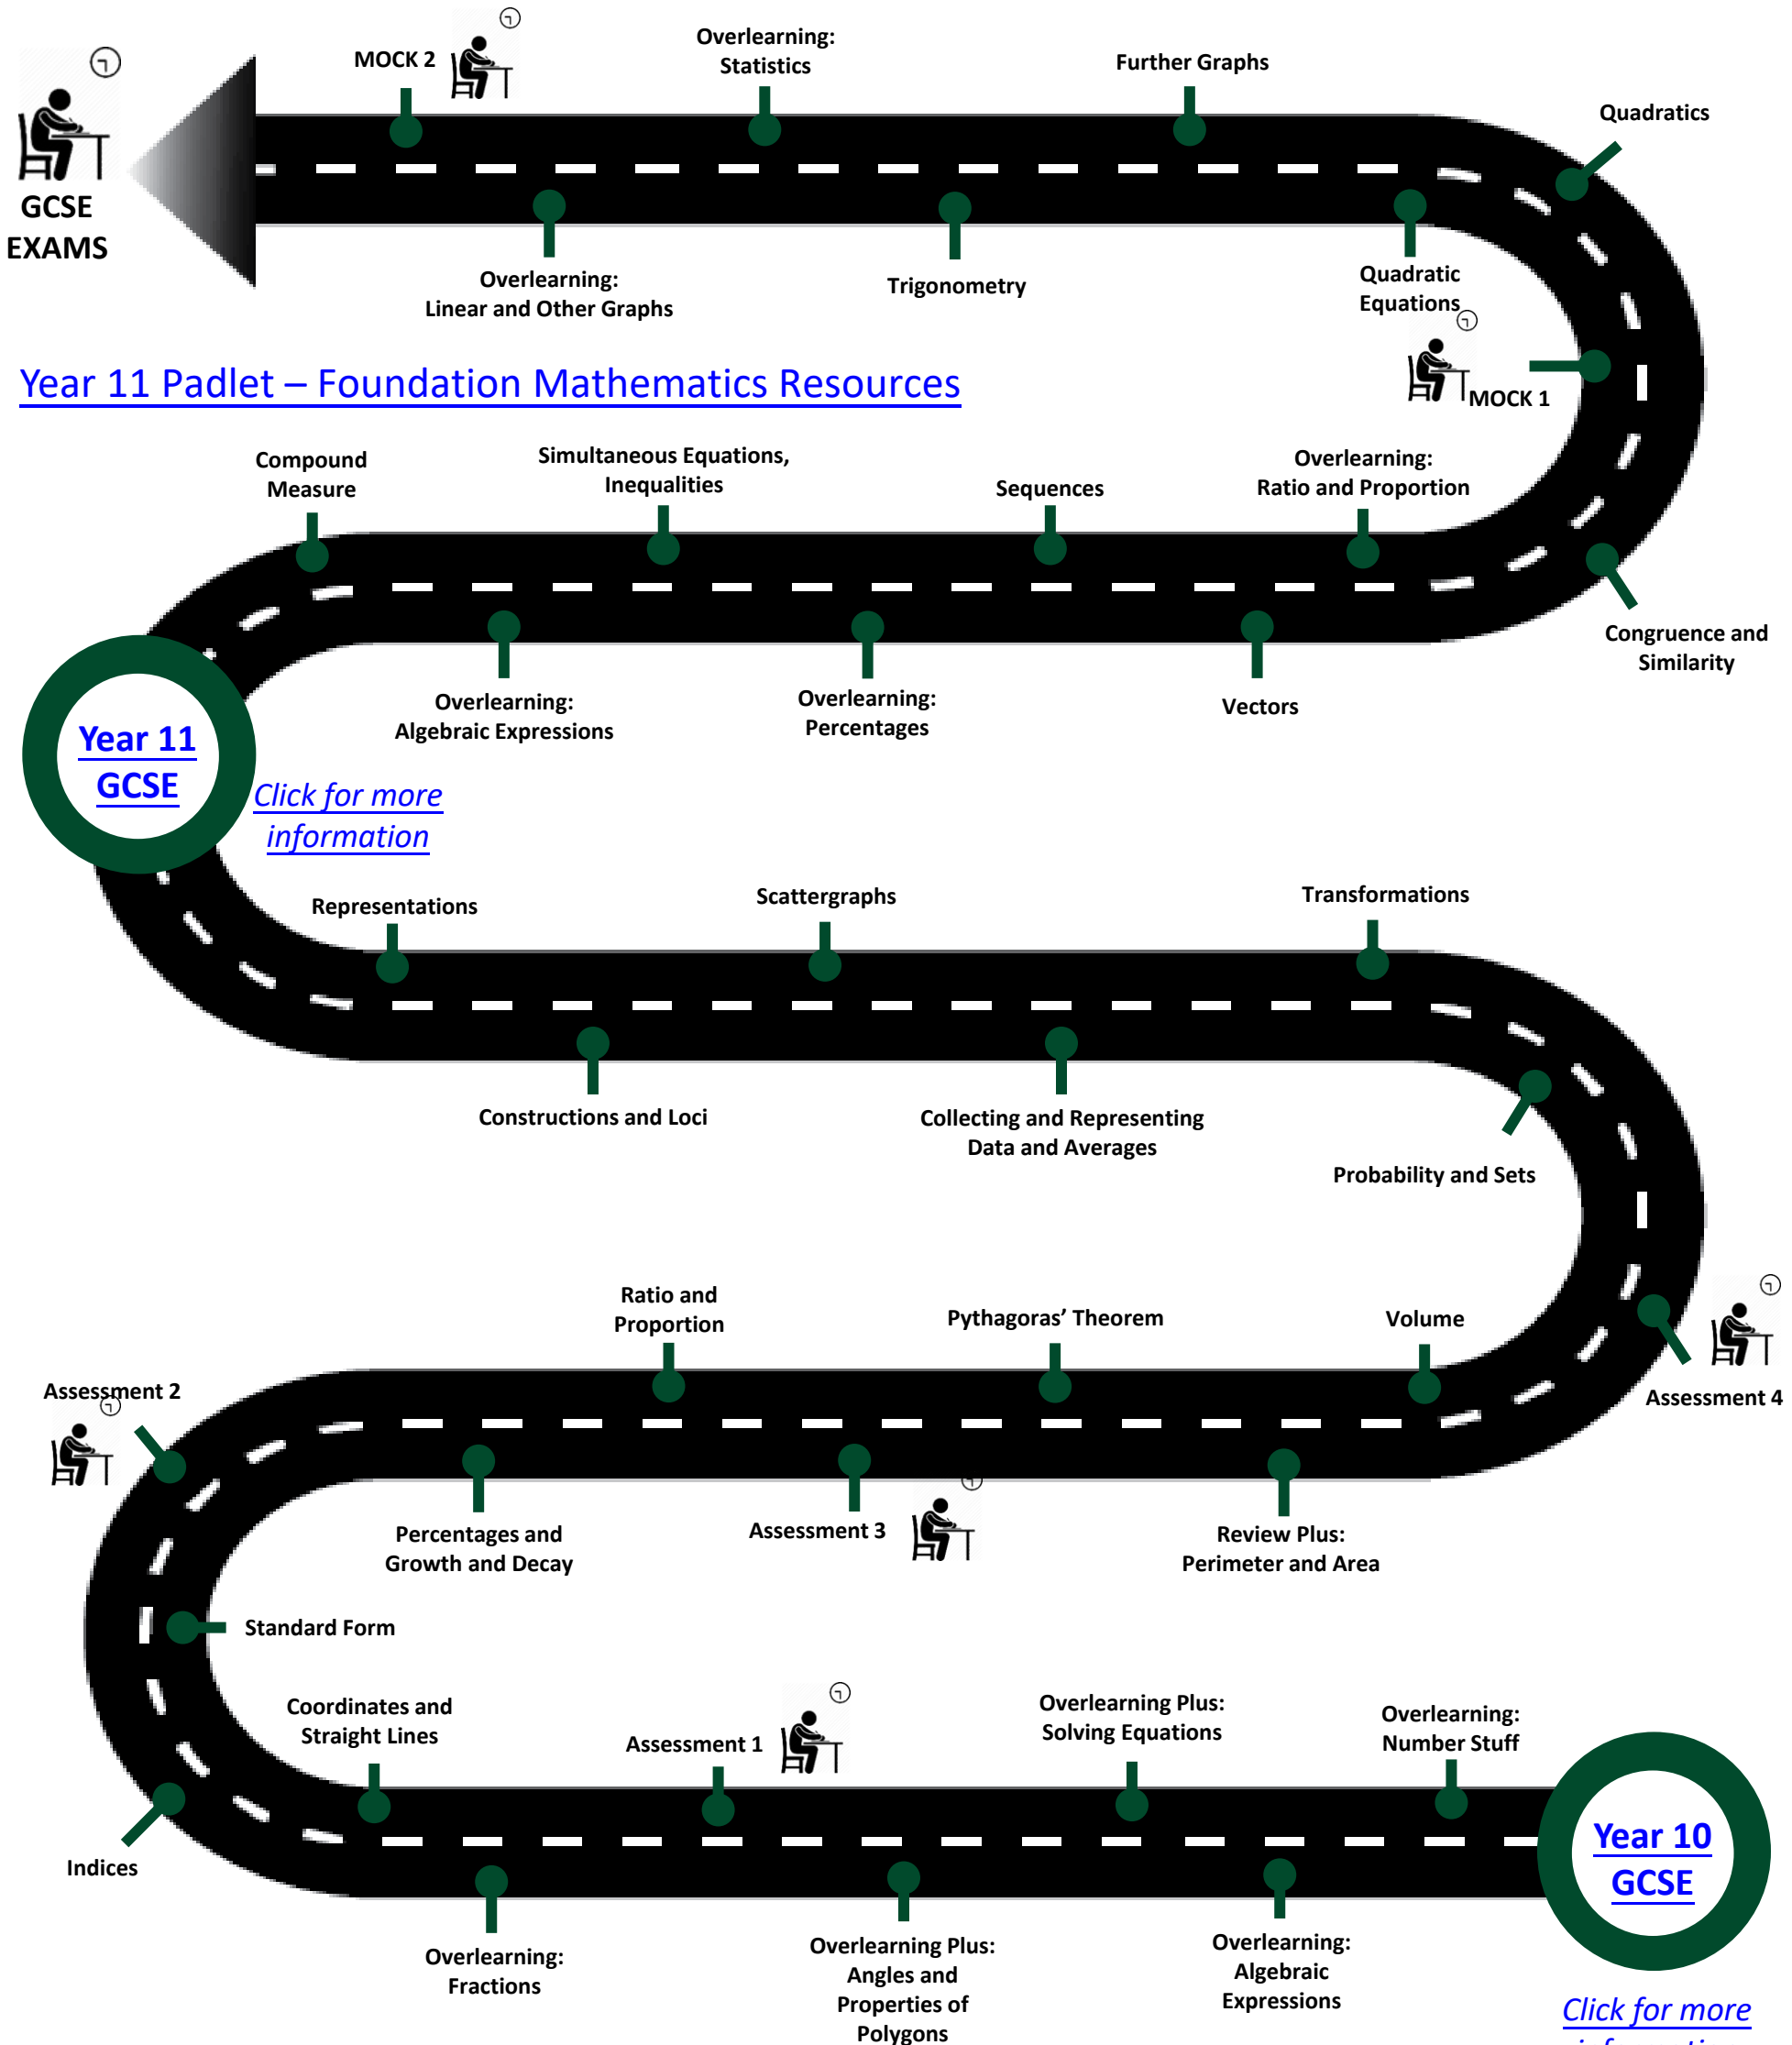 MOCK 2
Overlearning:
Statistics
Further Graphs
Quadratics
GCSE
EXAMS
Overlearning:
Linear and Other Graphs
Trigonometry
Quadratic
Equations
MOCK 1
Year 11 Padlet – Foundation Mathematics Resources
Compound
Measure
Simultaneous Equations,
Inequalities
Sequences
Overlearning:
Ratio and Proportion
Congruence and
Similarity
Overlearning:
Algebraic Expressions
Overlearning:
Percentages
Vectors
Year 11
GCSE
Click for more
information
Representations
Scattergraphs
Transformations
Constructions and Loci
Collecting and Representing
Data and Averages
Probability and Sets
Ratio and
Proportion
Pythagoras’ Theorem
Volume
Assessment 2
Assessment 4
Percentages and
Growth and Decay
Assessment 3
Review Plus:
Perimeter and Area
Standard Form
Coordinates and
Straight Lines
Assessment 1
Overlearning Plus:
Solving Equations
Overlearning:
Number Stuff
Indices
Year 10
GCSE
Overlearning:
Fractions
Overlearning Plus:
Angles and
Properties of
Polygons
Overlearning:
Algebraic
Expressions
Click for more